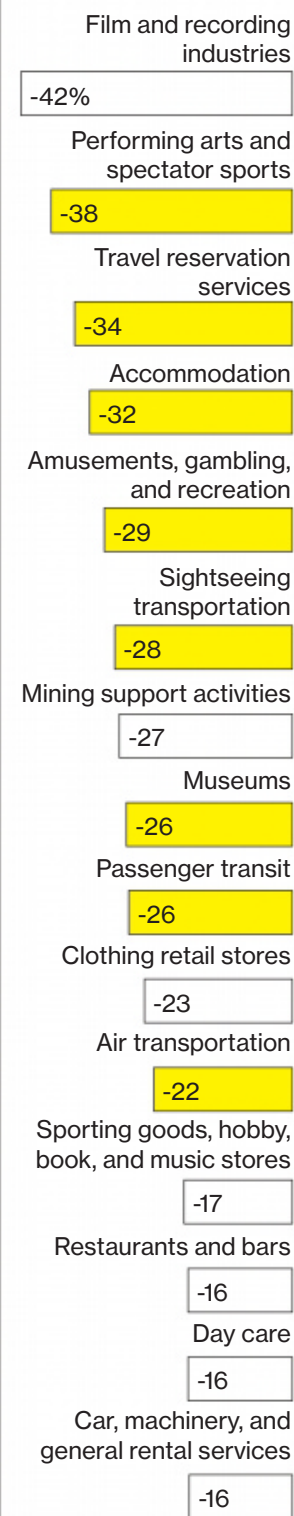 Film and recording
industries
-42%
Performing arts and
spectator sports
-38
Travel reservation
services
-34
Accommodation
-32
Amusements, gambling,
and recreation
-29
Sightseeing
transportation
-28
Mining support activities
-27
Museums
-26
Passenger transit
-26
Clothing retail stores
-23
Air transportation
-22
Sporting goods, hobby,
book, and music stores
-17
Restaurants and bars
-16
Day care
-16
Car, machinery, and
general rental services
-16